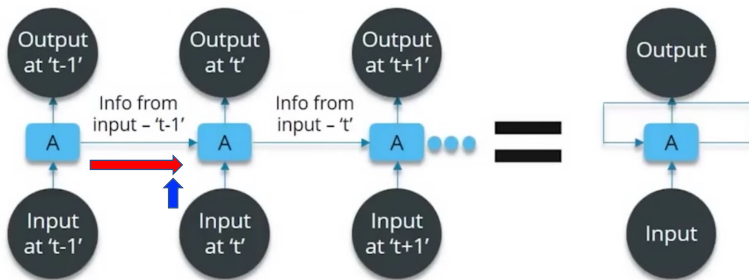 Output
at 't-1'
Output
at 't'
Output
at 't+1'
Output
Info from
input – 't-1'
Info from
input – 't'
A
A
A
A
Input
at 't-1'
Input
at 't'
Input
at 't+1'
Input